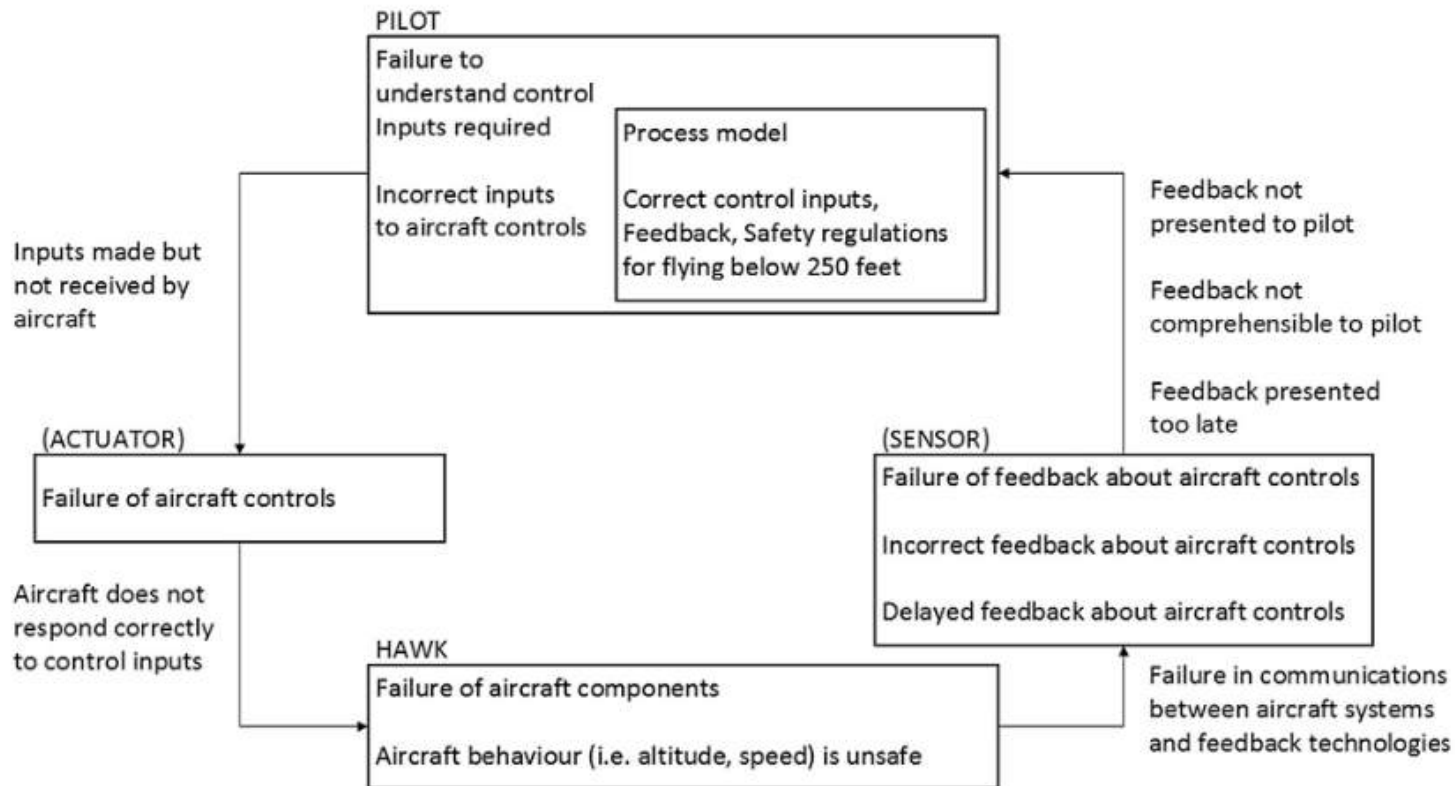 PILOT
Failure to
understand control
Inputs required
Incorrect inputs
to aircraft controls
Process model
Correct control inputs,
Feedback, Safety regulations
for flying below 250 feet
Inputs made but
not received by
aircraft
Feedback not
presented to pilot
Feedback not
comprehensible to pilot
Feedback presented
too late
(ACTUATOR)
Failure of aircraft controls
(SENSOR)
Failure of feedback about aircraft controls
Incorrect feedback about aircraft controls
Delayed feedback about aircraft controls
Aircraft does not
respond correctly
to control inputs
HAWK
Failure of aircraft components
Aircraft behaviour (i.e. altitude, speed) is unsafe
Failure in communications
between aircraft systems
and feedback technologies